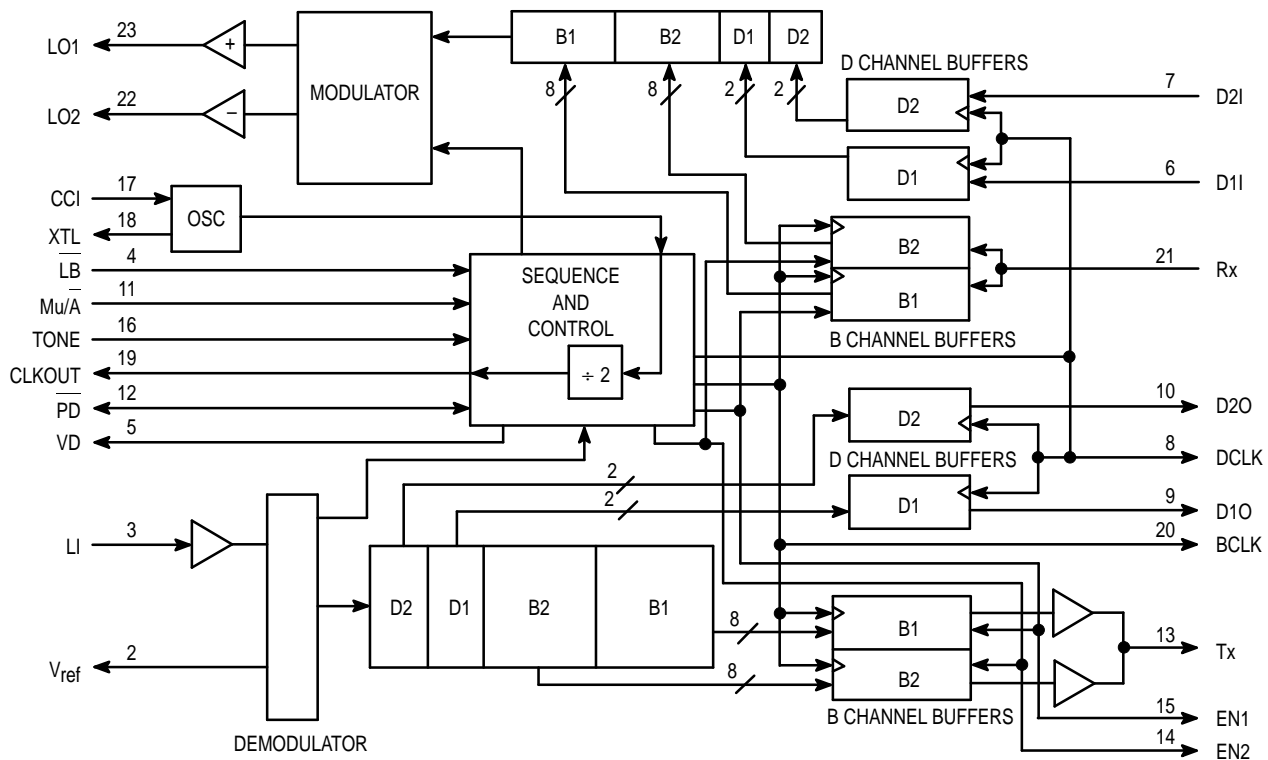 LO1
23
+
LO2
22
−
MODULATOR
B1
B2
D1
D2
8
8
2
2
D CHANNEL BUFFERS
D2
7
D2I
D1
6
D1I
CCI
17
XTL
18
OSC
LB
4
Mu/A
11
TONE
16
CLKOUT
19
PD
12
VD
5
SEQUENCE
AND
CONTROL
÷ 2
B2
B1
21
Rx
B CHANNEL BUFFERS
D2
10
D2O
D CHANNEL BUFFERS
8
DCLK
D1
9
D1O
20
BCLK
2
2
LI
3
Vref
2
DEMODULATOR
D2
D1
B2
B1
8
8
B1
B2
B CHANNEL BUFFERS
13
Tx
15
EN1
14
EN2